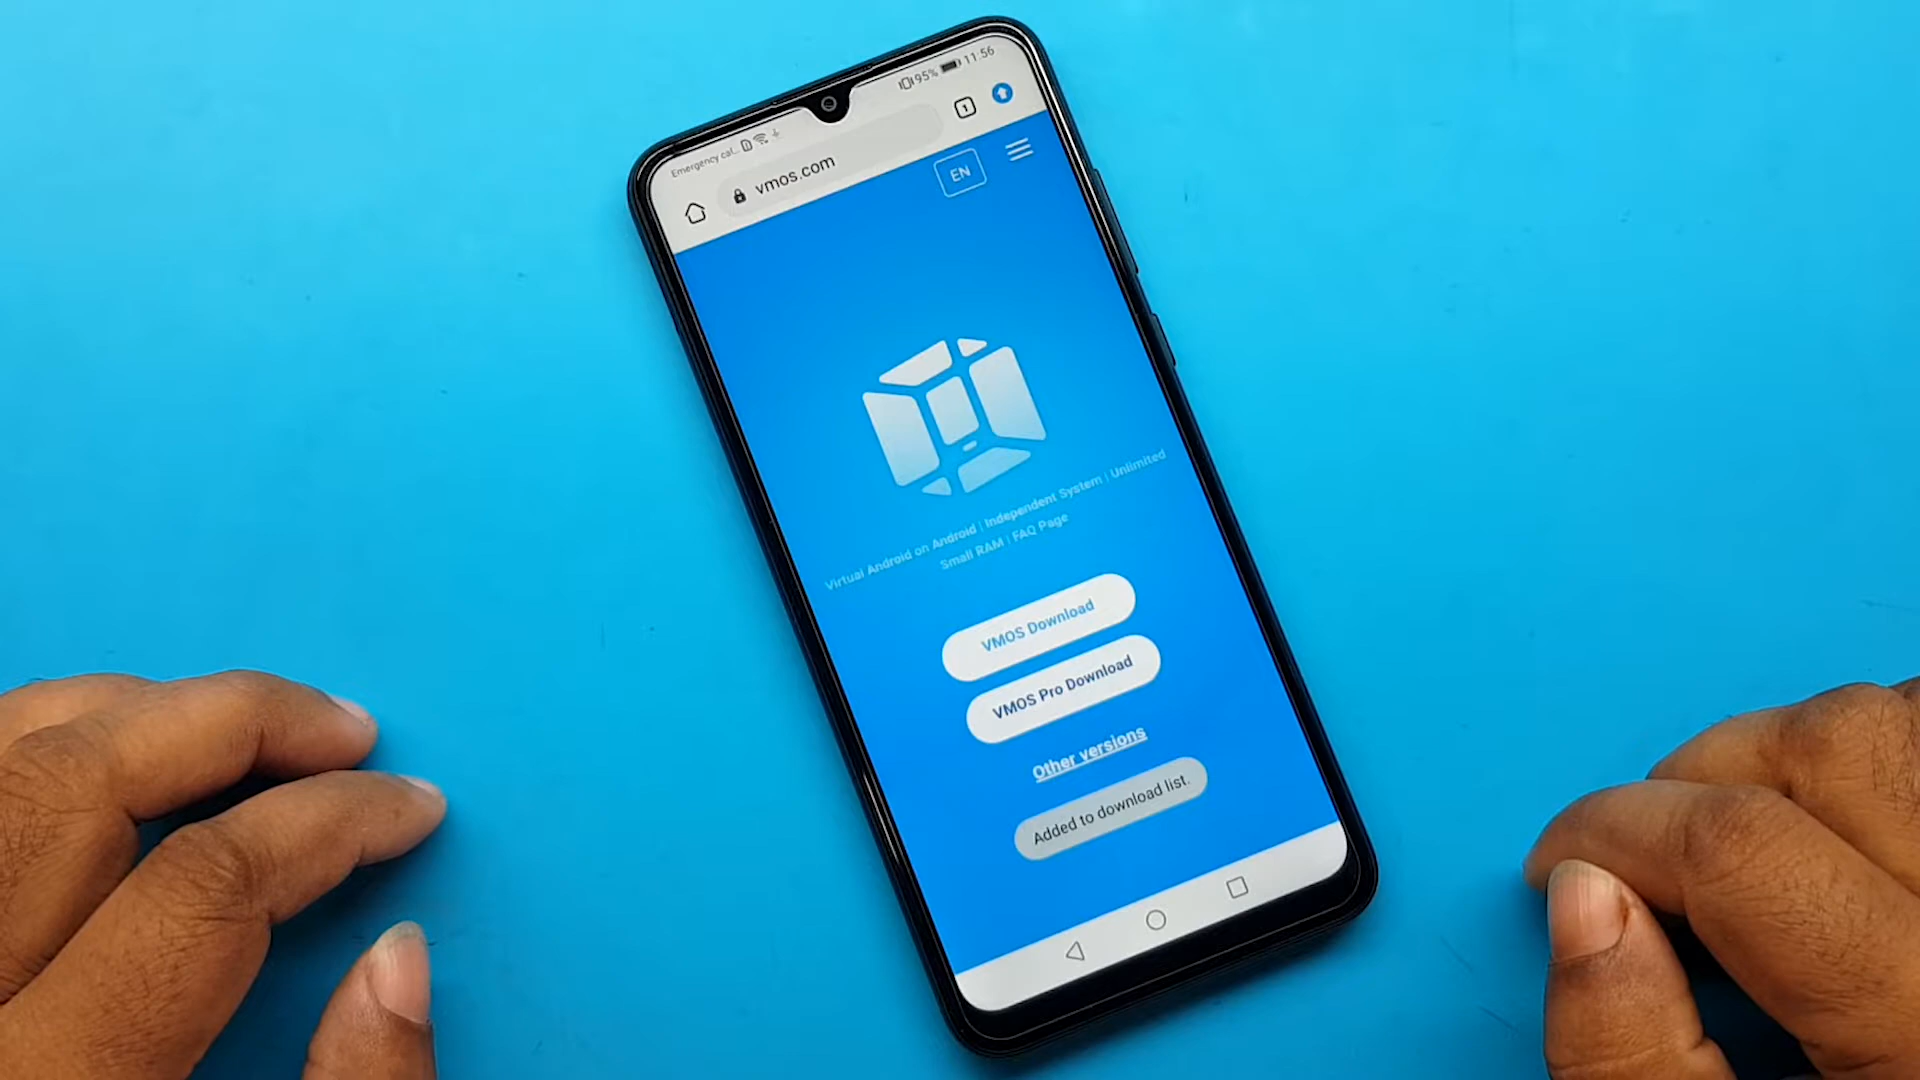 Emergency cal...
95% 11:56
vmos.com
1
EN
Virtual Android on Android | Independent System | Unlimited
Small RAM | FAQ Page
VMOS Download
VMOS Pro Download
Other versions
Added to download list.